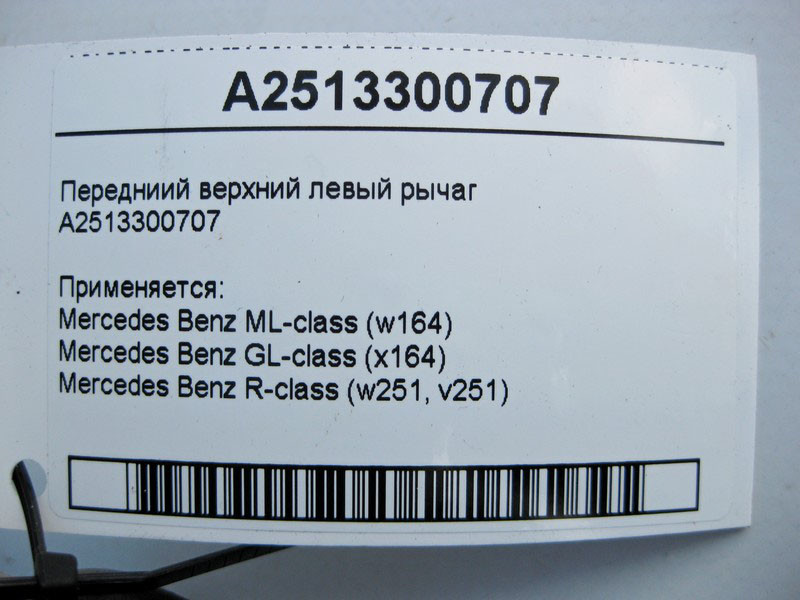 A2513300707
Передниий верхний левый рычаг
A2513300707
Применяется:
Mercedes Benz ML-class (w164)
Mercedes Benz GL-class (x164)
Mercedes Benz R-class (w251, v251)